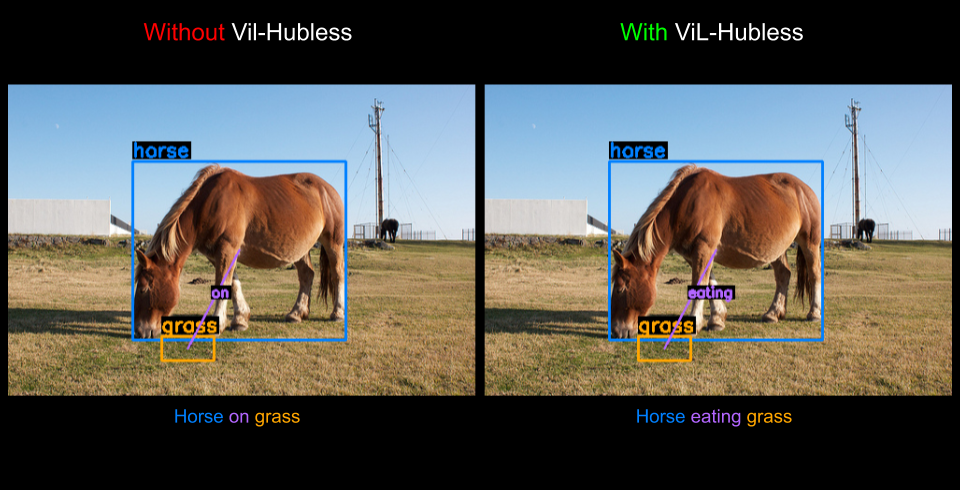 Without Vil-Hubless
With ViL-Hubless
horse
on
grass
horse
eating
grass
Horse on grass
Horse eating grass